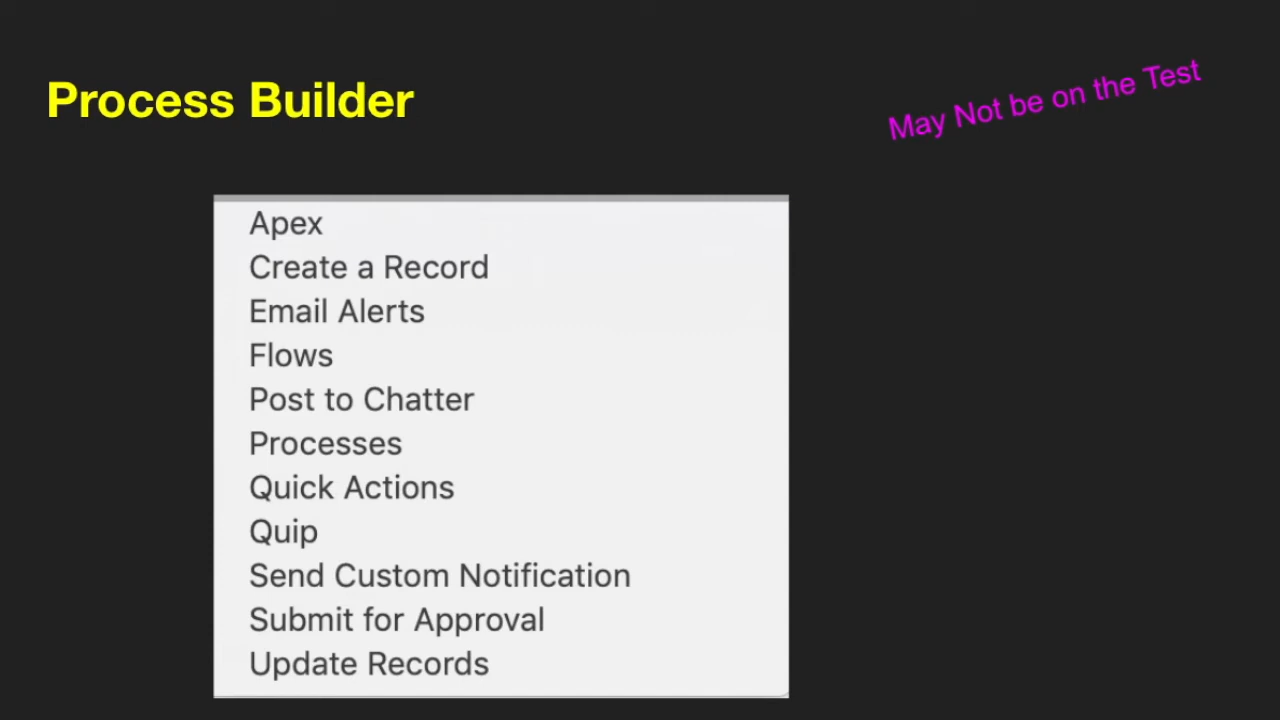 Process Builder
May Not be on the Test
Apex
Create a Record
Email Alerts
Flows
Post to Chatter
Processes
Quick Actions
Quip
Send Custom Notification
Submit for Approval
Update Records